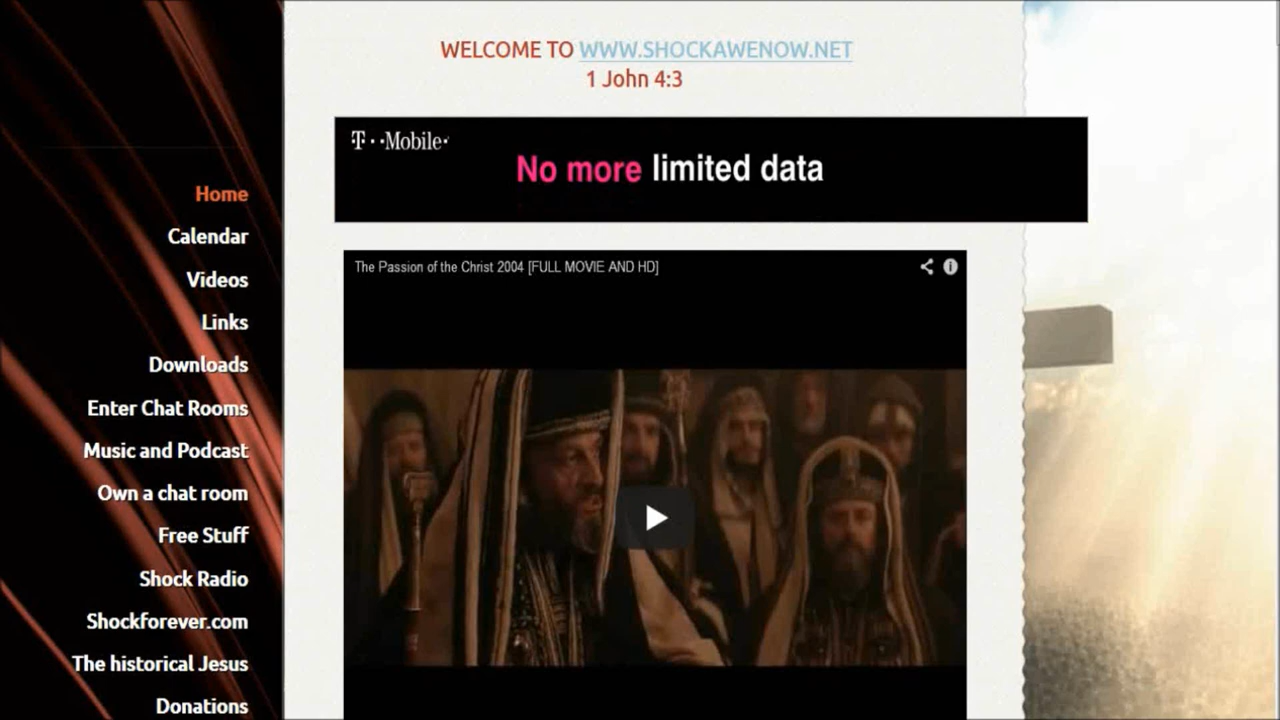 WELCOME TO WWW.SHOCKAWENOW.NET
1 John 4:3
T··Mobile·
No more limited data
The Passion of the Christ 2004 [FULL MOVIE AND HD]
Home
Calendar
Videos
Links
Downloads
Enter Chat Rooms
Music and Podcast
Own a chat room
Free Stuff
Shock Radio
Shockforever.com
The historical Jesus
Donations